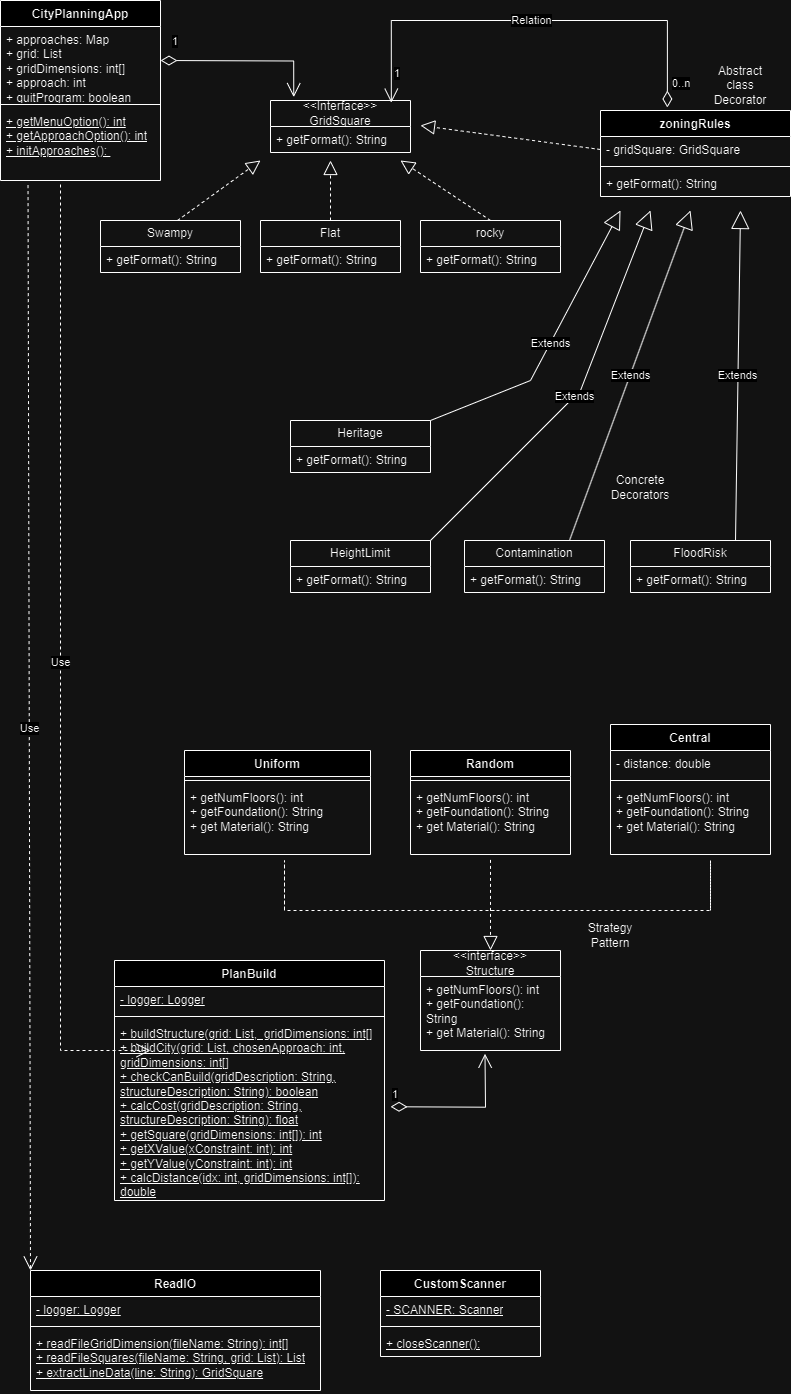 CityPlanningApp
+ approaches: Map
+ grid: List
+ gridDimensions: int[]
+ approach: int
+ quitProgram: boolean
+ getMenuOption(): int
+ getApproachOption(): int
+ initApproaches():
1
Relation
1
0..n
Abstract
class
Decorator
<<Interface>>
GridSquare
+ getFormat(): String
zoningRules
- gridSquare: GridSquare
+ getFormat(): String
Swampy
+ getFormat(): String
Flat
+ getFormat(): String
rocky
+ getFormat(): String
Extends
Extends
Extends
Extends
Heritage
+ getFormat(): String
Concrete
Decorators
HeightLimit
+ getFormat(): String
Contamination
+ getFormat(): String
FloodRisk
+ getFormat(): String
Use
Use
Uniform
+ getNumFloors(): int
+ getFoundation(): String
+ get Material(): String
Random
+ getNumFloors(): int
+ getFoundation(): String
+ get Material(): String
Central
- distance: double
+ getNumFloors(): int
+ getFoundation(): String
+ get Material(): String
Strategy
Pattern
<<interface>>
Structure
+ getNumFloors(): int
+ getFoundation():
String
+ get Material(): String
PlanBuild
- logger: Logger
+ buildStructure(grid: List,  gridDimensions: int[]
+ buildCity(grid: List, chosenApproach: int,
gridDimensions: int[]
+ checkCanBuild(gridDescription: String,
structureDescription: String): boolean
+ calcCost(gridDescription: String,
structureDescription: String): float
+ getSquare(gridDimensions: int[]): int
+ getXValue(xConstraint: int): int
+ getYValue(yConstraint: int): int
+ calcDistance(idx: int, gridDimensions: int[]):
double
1
ReadIO
- logger: Logger
+ readFileGridDimension(fileName: String): int[]
+ readFileSquares(fileName: String, grid: List): List
+ extractLineData(line: String): GridSquare
CustomScanner
- SCANNER: Scanner
+ closeScanner():